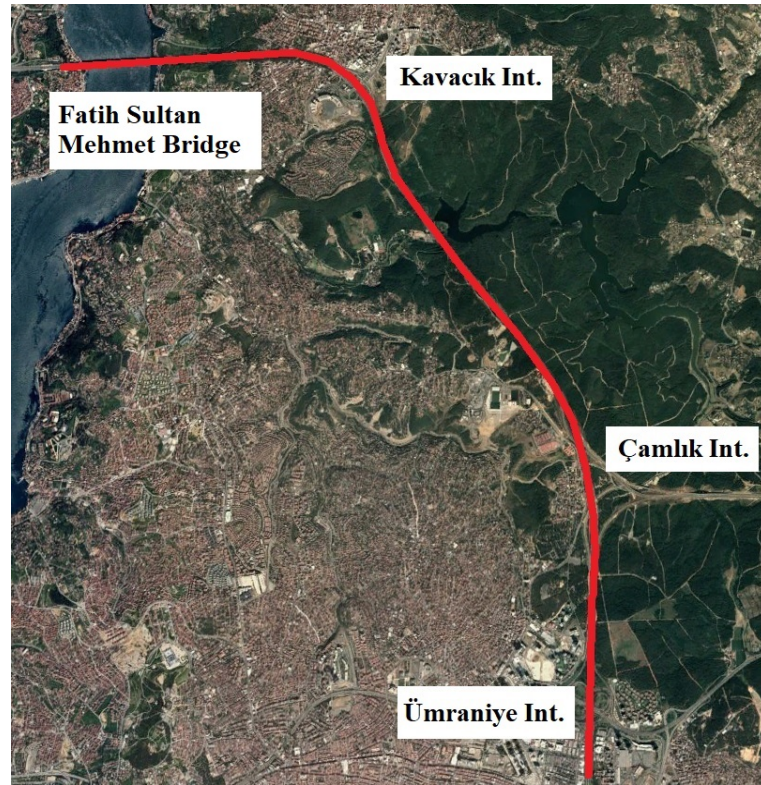 Kavacık Int.
Fatih Sultan
Mehmet Bridge
Çamlık Int.
Ümraniye Int.